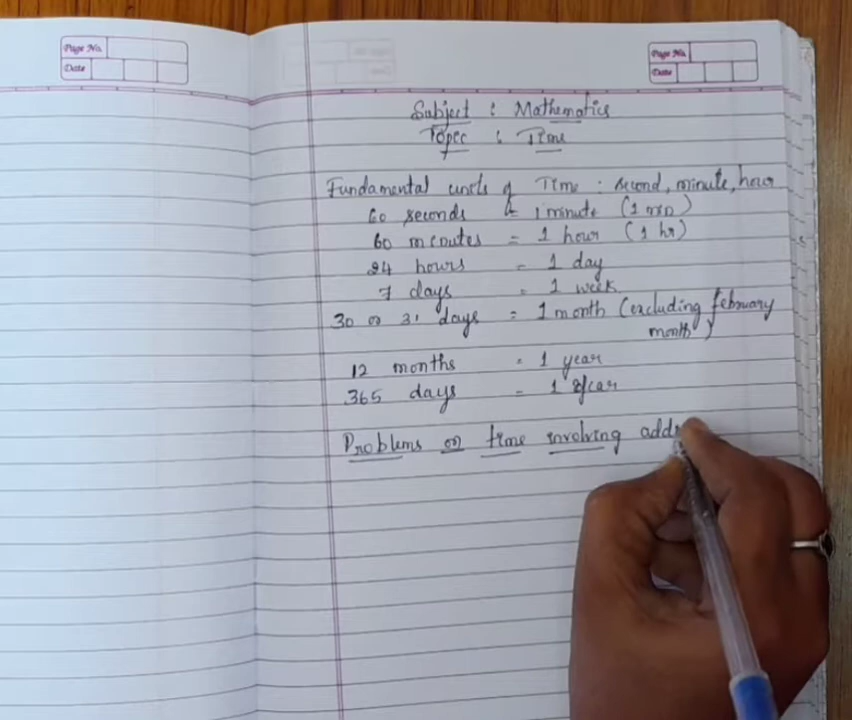 Page No.
Date
Page No.
Date
Subject : Mathematics
Topic : Time
Fundamental units of Time : second, minute, hour
60 seconds = 1 minute (1 min)
60 minutes = 1 hour (1 hr)
24 hours = 1 day
7 days = 1 week
30 or 31 days = 1 month (excluding february
month)
12 months = 1 year
365 days = 1 year
Problems on time involving addi